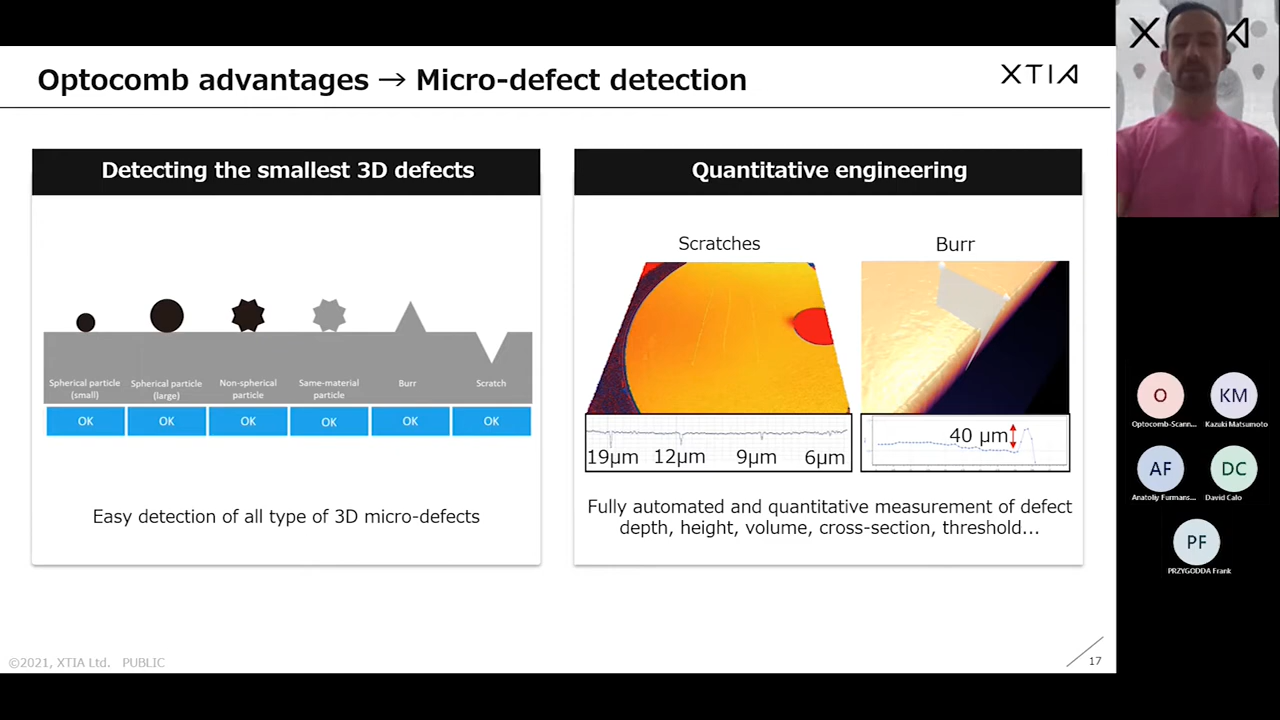 Optocomb advantages → Micro-defect detection
XTIA
Detecting the smallest 3D defects
Spherical particle
(small)
Spherical particle
(large)
Non-spherical
particle
Same-material
particle
Burr
Scratch
OK
OK
OK
OK
OK
OK
Easy detection of all type of 3D micro-defects
Quantitative engineering
Scratches
Burr
19μm 12μm 9μm 6μm
40 μm
Fully automated and quantitative measurement of defect
depth, height, volume, cross-section, threshold...
©2021, XTIA Ltd. PUBLIC
17
O
Optocomb-Scann...
KM
Kazuki Matsumoto
AF
Anatoliy Furmans...
DC
David Calo
PF
PRZYGODDA Frank